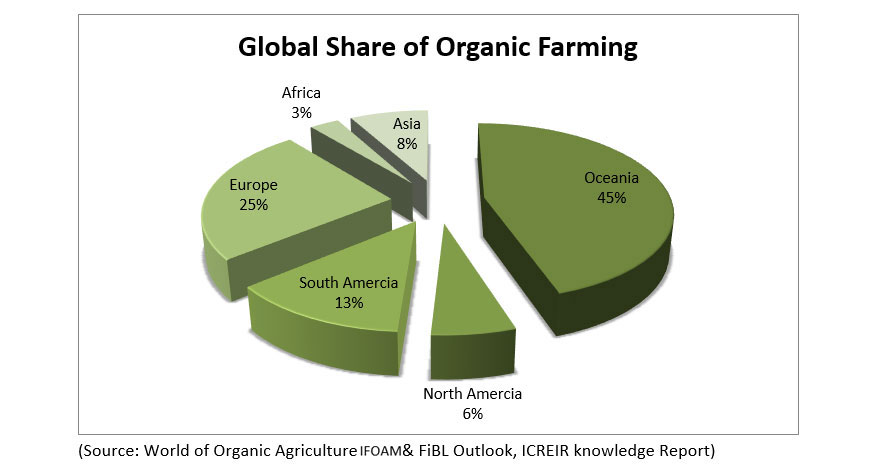 Global Share of Organic Farming
Africa
3%
Asia
8%
Oceania
45%
Europe
25%
South Amercia
13%
North Amercia
6%
(Source: World of Organic Agriculture IFOAM & FiBL Outlook, ICREIR knowledge Report)